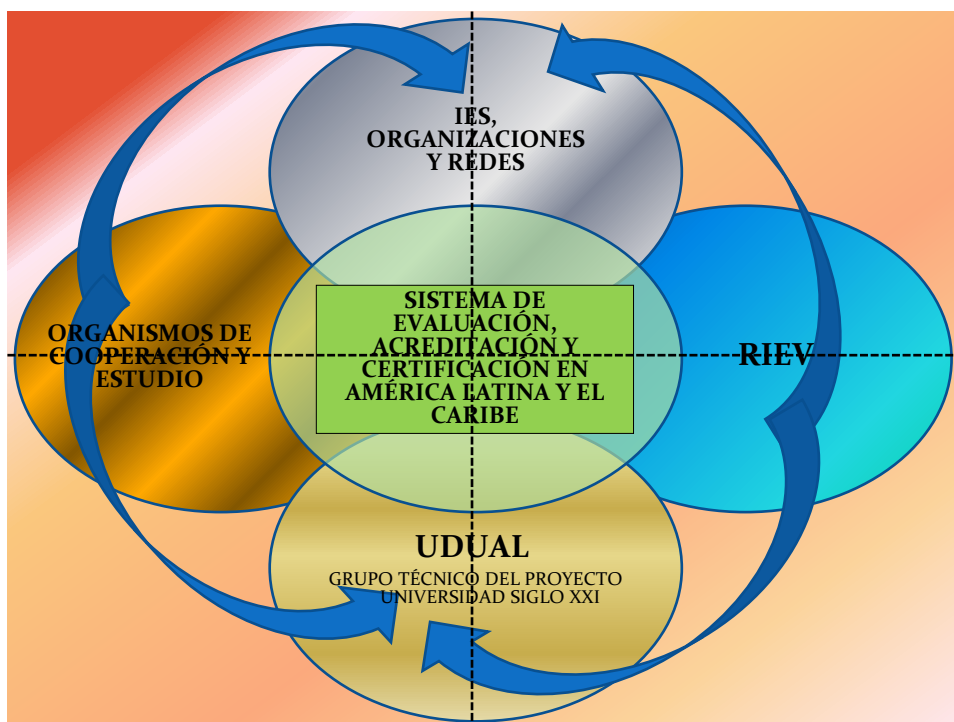 IES,
ORGANIZACIONES
Y REDES
ORGANISMOS DE
COOPERACIÓN Y
ESTUDIO
SISTEMA DE
EVALUACIÓN,
ACREDITACIÓN Y
CERTIFICACIÓN EN
AMÉRICA LATINA Y EL
CARIBE
RIEV
UDUAL
GRUPO TÉCNICO DEL PROYECTO
UNIVERSIDAD SIGLO XXI